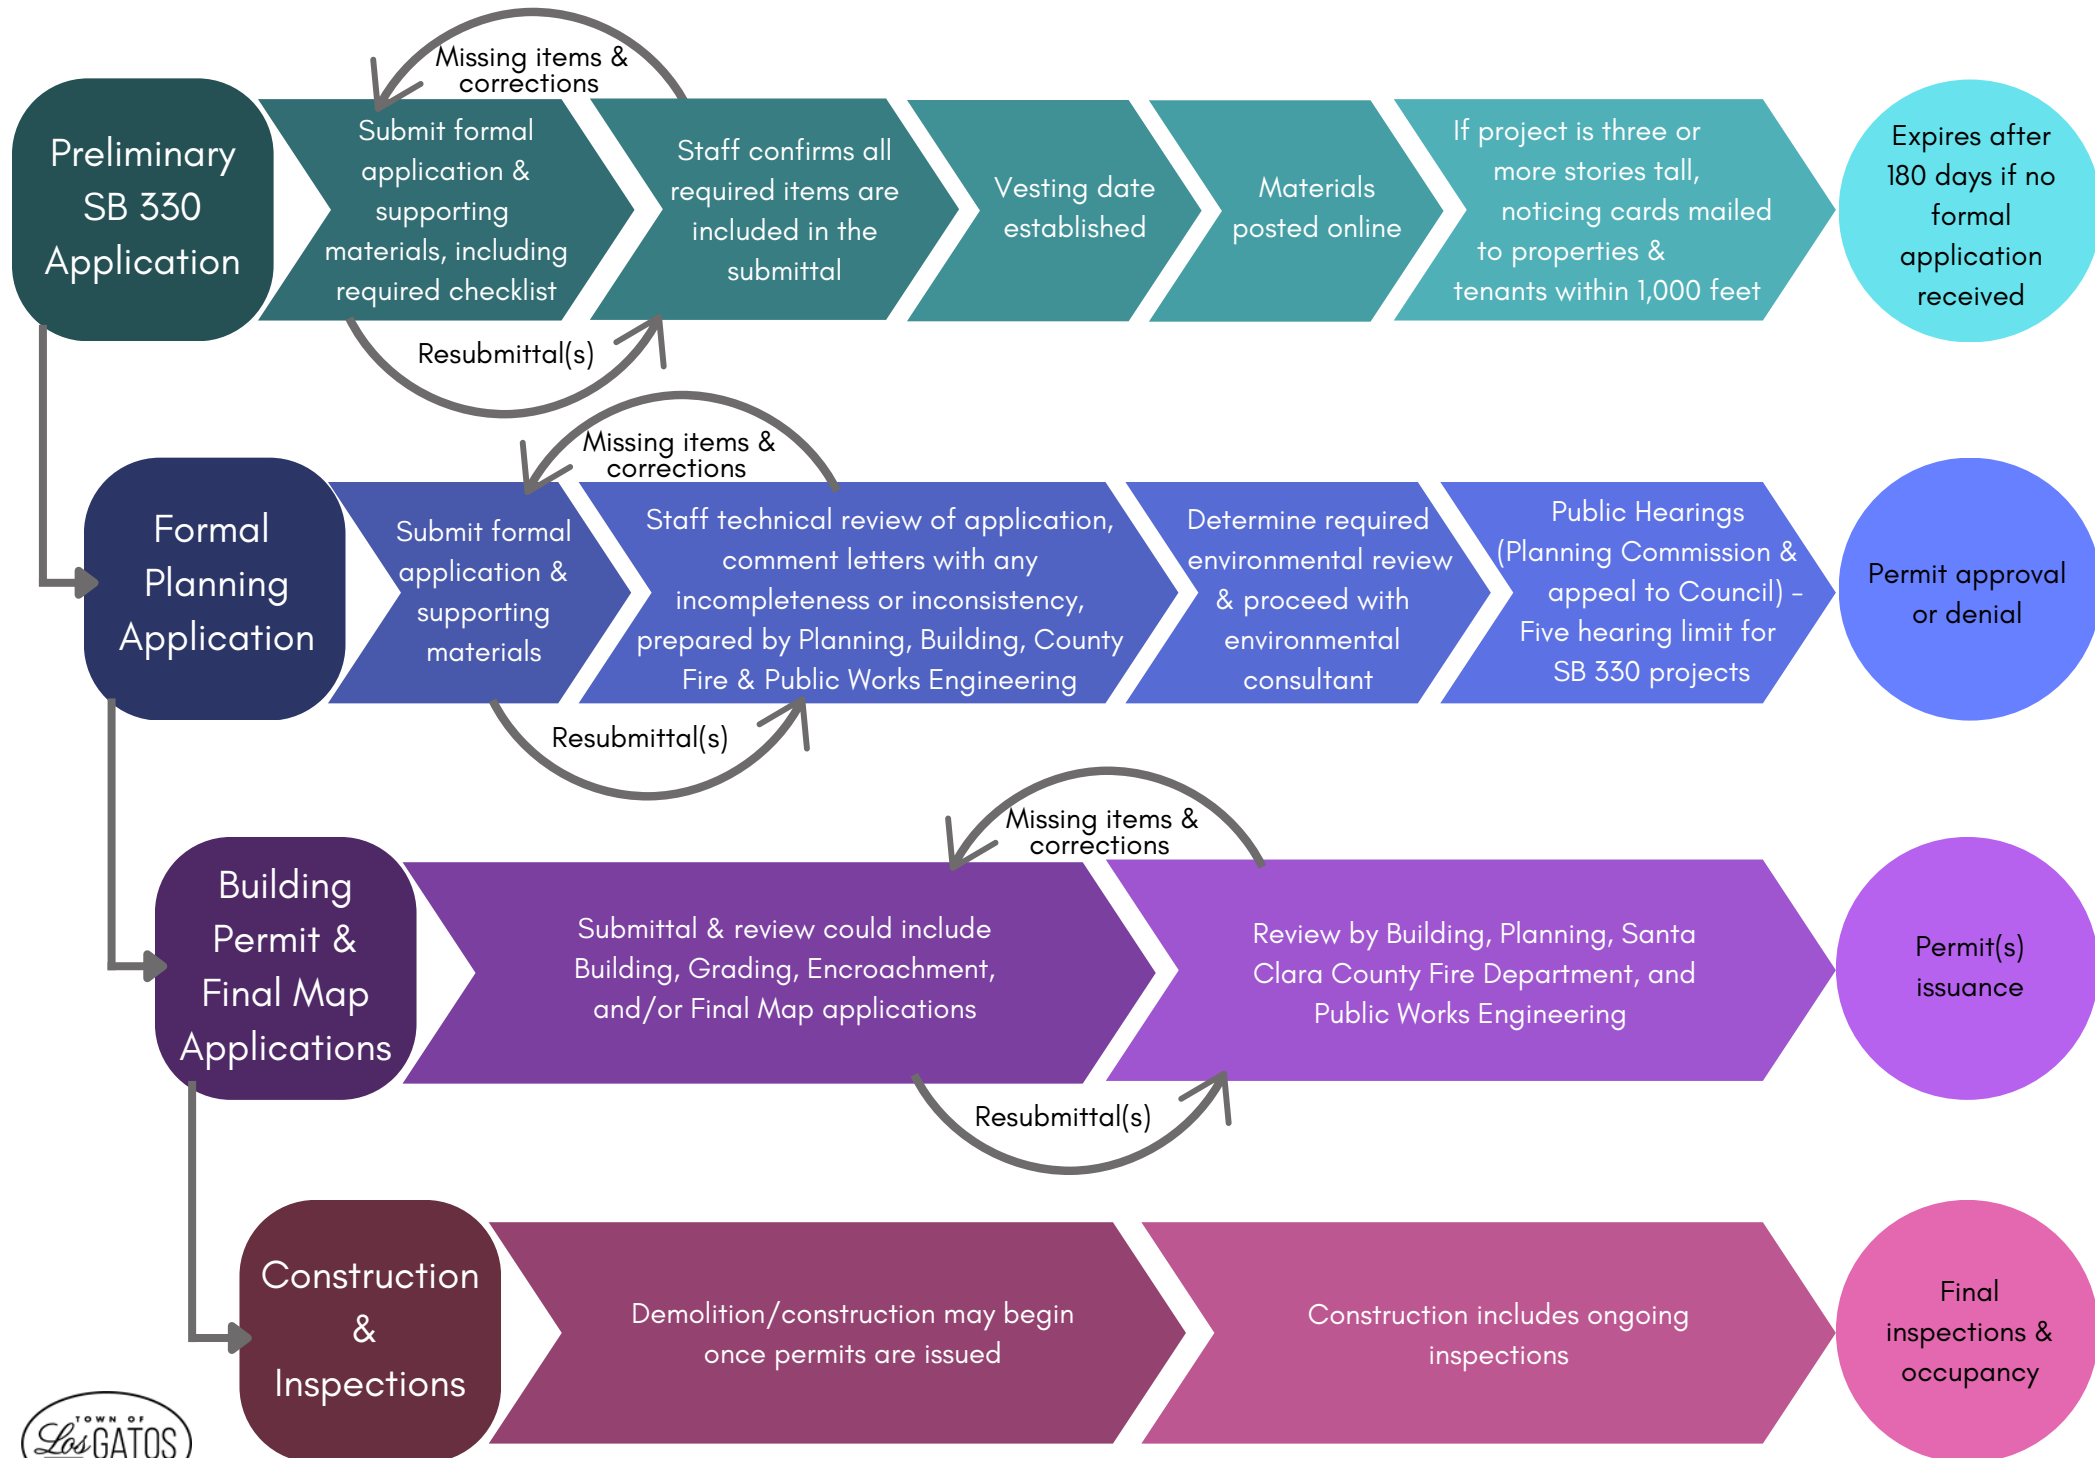 Missing items &
corrections
Preliminary
SB 330
Application
Submit formal
application &
supporting
materials, including
required checklist
Staff confirms all
required items are
included in the
submittal
Vesting date
established
Materials
posted online
If project is three or
more stories tall,
noticing cards mailed
to properties &
tenants within 1,000 feet
Expires after
180 days if no
formal
application
received
Resubmittal(s)
Missing items &
corrections
Formal
Planning
Application
Submit formal
application &
supporting
materials
Staff technical review of application,
comment letters with any
incompleteness or inconsistency,
prepared by Planning, Building, County
Fire & Public Works Engineering
Determine required
environmental review
& proceed with
environmental
consultant
Public Hearings
(Planning Commission &
appeal to Council) -
Five hearing limit for
SB 330 projects
Permit approval
or denial
Resubmittal(s)
Missing items &
corrections
Building
Permit &
Final Map
Applications
Submittal & review could include
Building, Grading, Encroachment,
and/or Final Map applications
Review by Building, Planning, Santa
Clara County Fire Department, and
Public Works Engineering
Permit(s)
issuance
Resubmittal(s)
Construction
&
Inspections
Demolition/construction may begin
once permits are issued
Construction includes ongoing
inspections
Final
inspections &
occupancy
TOWN OF
Los GATOS